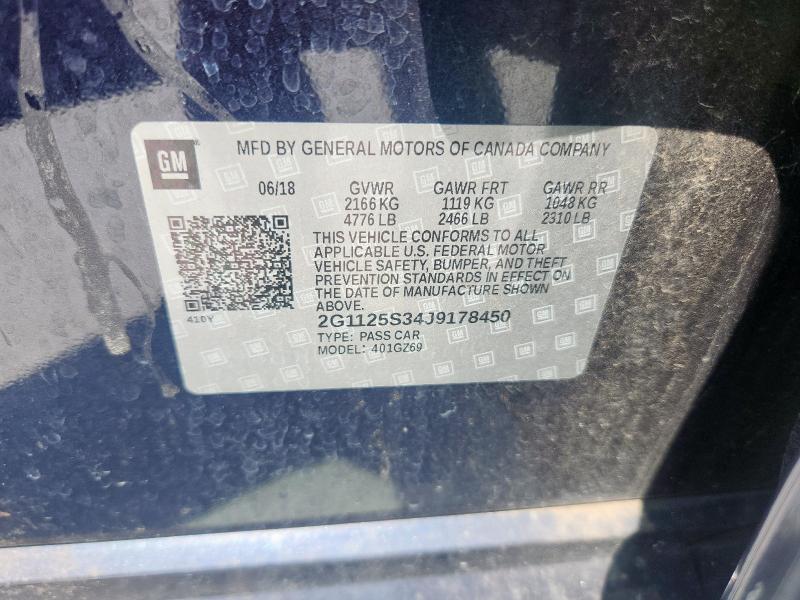 GM
MFD BY GENERAL MOTORS OF CANADA COMPANY
06/18 GVWR GAWR FRT GAWR RR
2166 KG 1119 KG 1048 KG
4776 LB 2466 LB 2310 LB
THIS VEHICLE CONFORMS TO ALL
APPLICABLE U.S. FEDERAL MOTOR
VEHICLE SAFETY, BUMPER, AND THEFT
PREVENTION STANDARDS IN EFFECT ON
THE DATE OF MANUFACTURE SHOWN
ABOVE.
41DY
2G1125S34J9178450
TYPE: PASS CAR
MODEL: 401GZ69